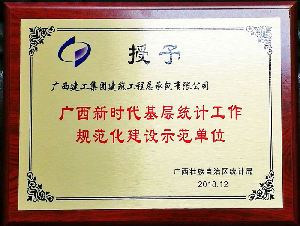 授予
广西建工集团建筑工程总承包有限公司
广西新时代基层统计工作
规范化建设示范单位
广西壮族自治区统计局
2018.12